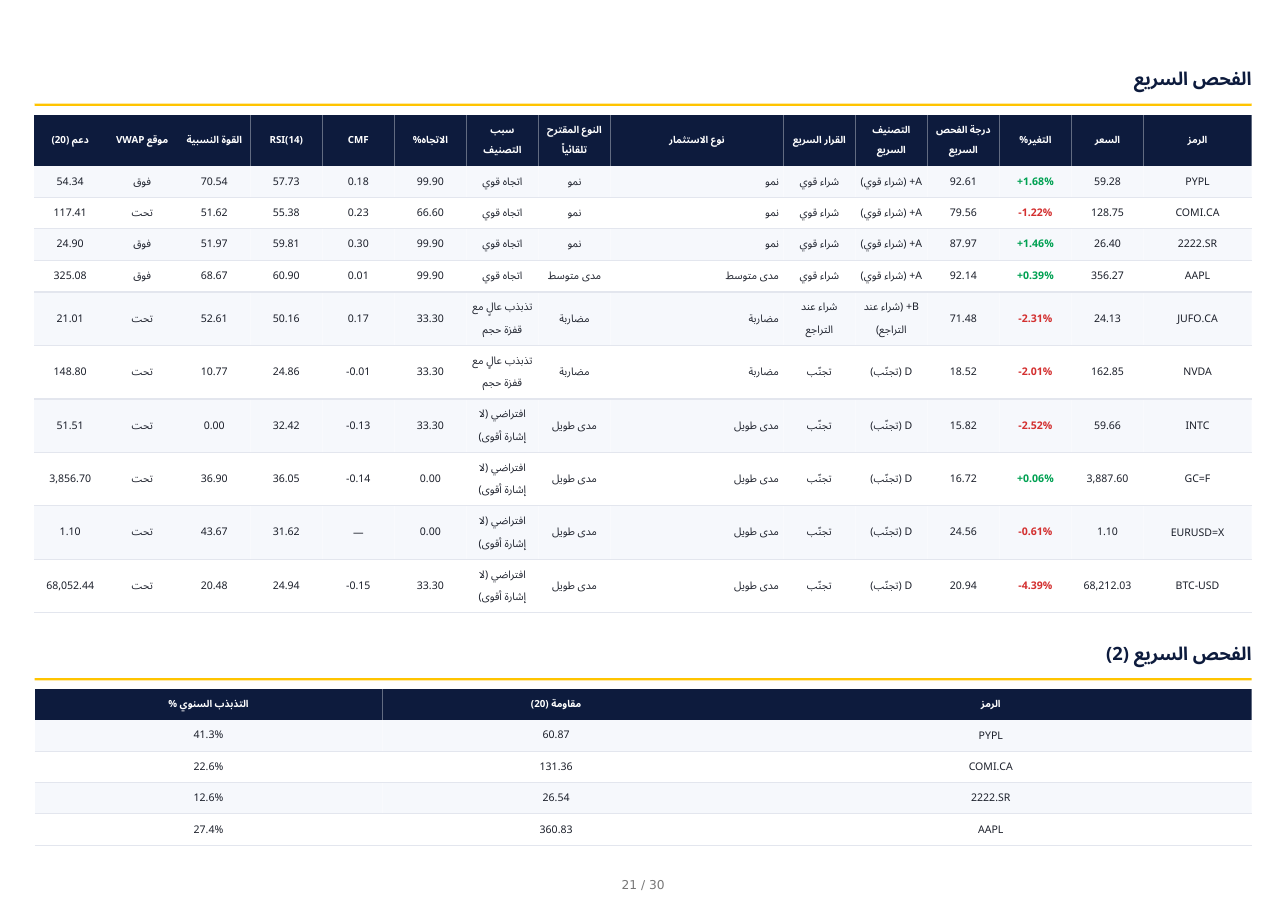 الفحص السريع
الرمز السعر التغير% درجة الفحص السريع التصنيف السريع القرار السريع نوع الاستثمار النوع المقترح تلقائياً سبب التصنيف الاتجاه% CMF RSI(14) القوة النسبية موقع VWAP دعم (20)
PYPL 59.28 +1.68% 92.61 A+ (شراء قوي) شراء قوي نمو نمو اتجاه قوي 99.90 0.18 57.73 70.54 فوق 54.34
COMI.CA 128.75 -1.22% 79.56 A+ (شراء قوي) شراء قوي نمو نمو اتجاه قوي 66.60 0.23 55.38 51.62 تحت 117.41
2222.SR 26.40 +1.46% 87.97 A+ (شراء قوي) شراء قوي نمو نمو اتجاه قوي 99.90 0.30 59.81 51.97 فوق 24.90
AAPL 356.27 +0.39% 92.14 A+ (شراء قوي) شراء قوي مدى متوسط مدى متوسط اتجاه قوي 99.90 0.01 60.90 68.67 فوق 325.08
JUFO.CA 24.13 -2.31% 71.48 B+ (شراء عند التراجع) شراء عند التراجع مضاربة مضاربة تذبذب عالٍ مع قفزة حجم 33.30 0.17 50.16 52.61 تحت 21.01
NVDA 162.85 -2.01% 18.52 D (تجنّب) تجنّب مضاربة مضاربة تذبذب عالٍ مع قفزة حجم 33.30 -0.01 24.86 10.77 تحت 148.80
INTC 59.66 -2.52% 15.82 D (تجنّب) تجنّب مدى طويل مدى طويل افتراضي (لا إشارة أقوى) 33.30 -0.13 32.42 0.00 تحت 51.51
GC=F 3,887.60 +0.06% 16.72 D (تجنّب) تجنّب مدى طويل مدى طويل افتراضي (لا إشارة أقوى) 0.00 -0.14 36.05 36.90 تحت 3,856.70
EURUSD=X 1.10 -0.61% 24.56 D (تجنّب) تجنّب مدى طويل مدى طويل افتراضي (لا إشارة أقوى) 0.00 — 31.62 43.67 تحت 1.10
BTC-USD 68,212.03 -4.39% 20.94 D (تجنّب) تجنّب مدى طويل مدى طويل افتراضي (لا إشارة أقوى) 33.30 -0.15 24.94 20.48 تحت 68,052.44
الفحص السريع (2)
الرمز مقاومة (20) التذبذب السنوي %
PYPL 60.87 41.3%
COMI.CA 131.36 22.6%
2222.SR 26.54 12.6%
AAPL 360.83 27.4%
21 / 30